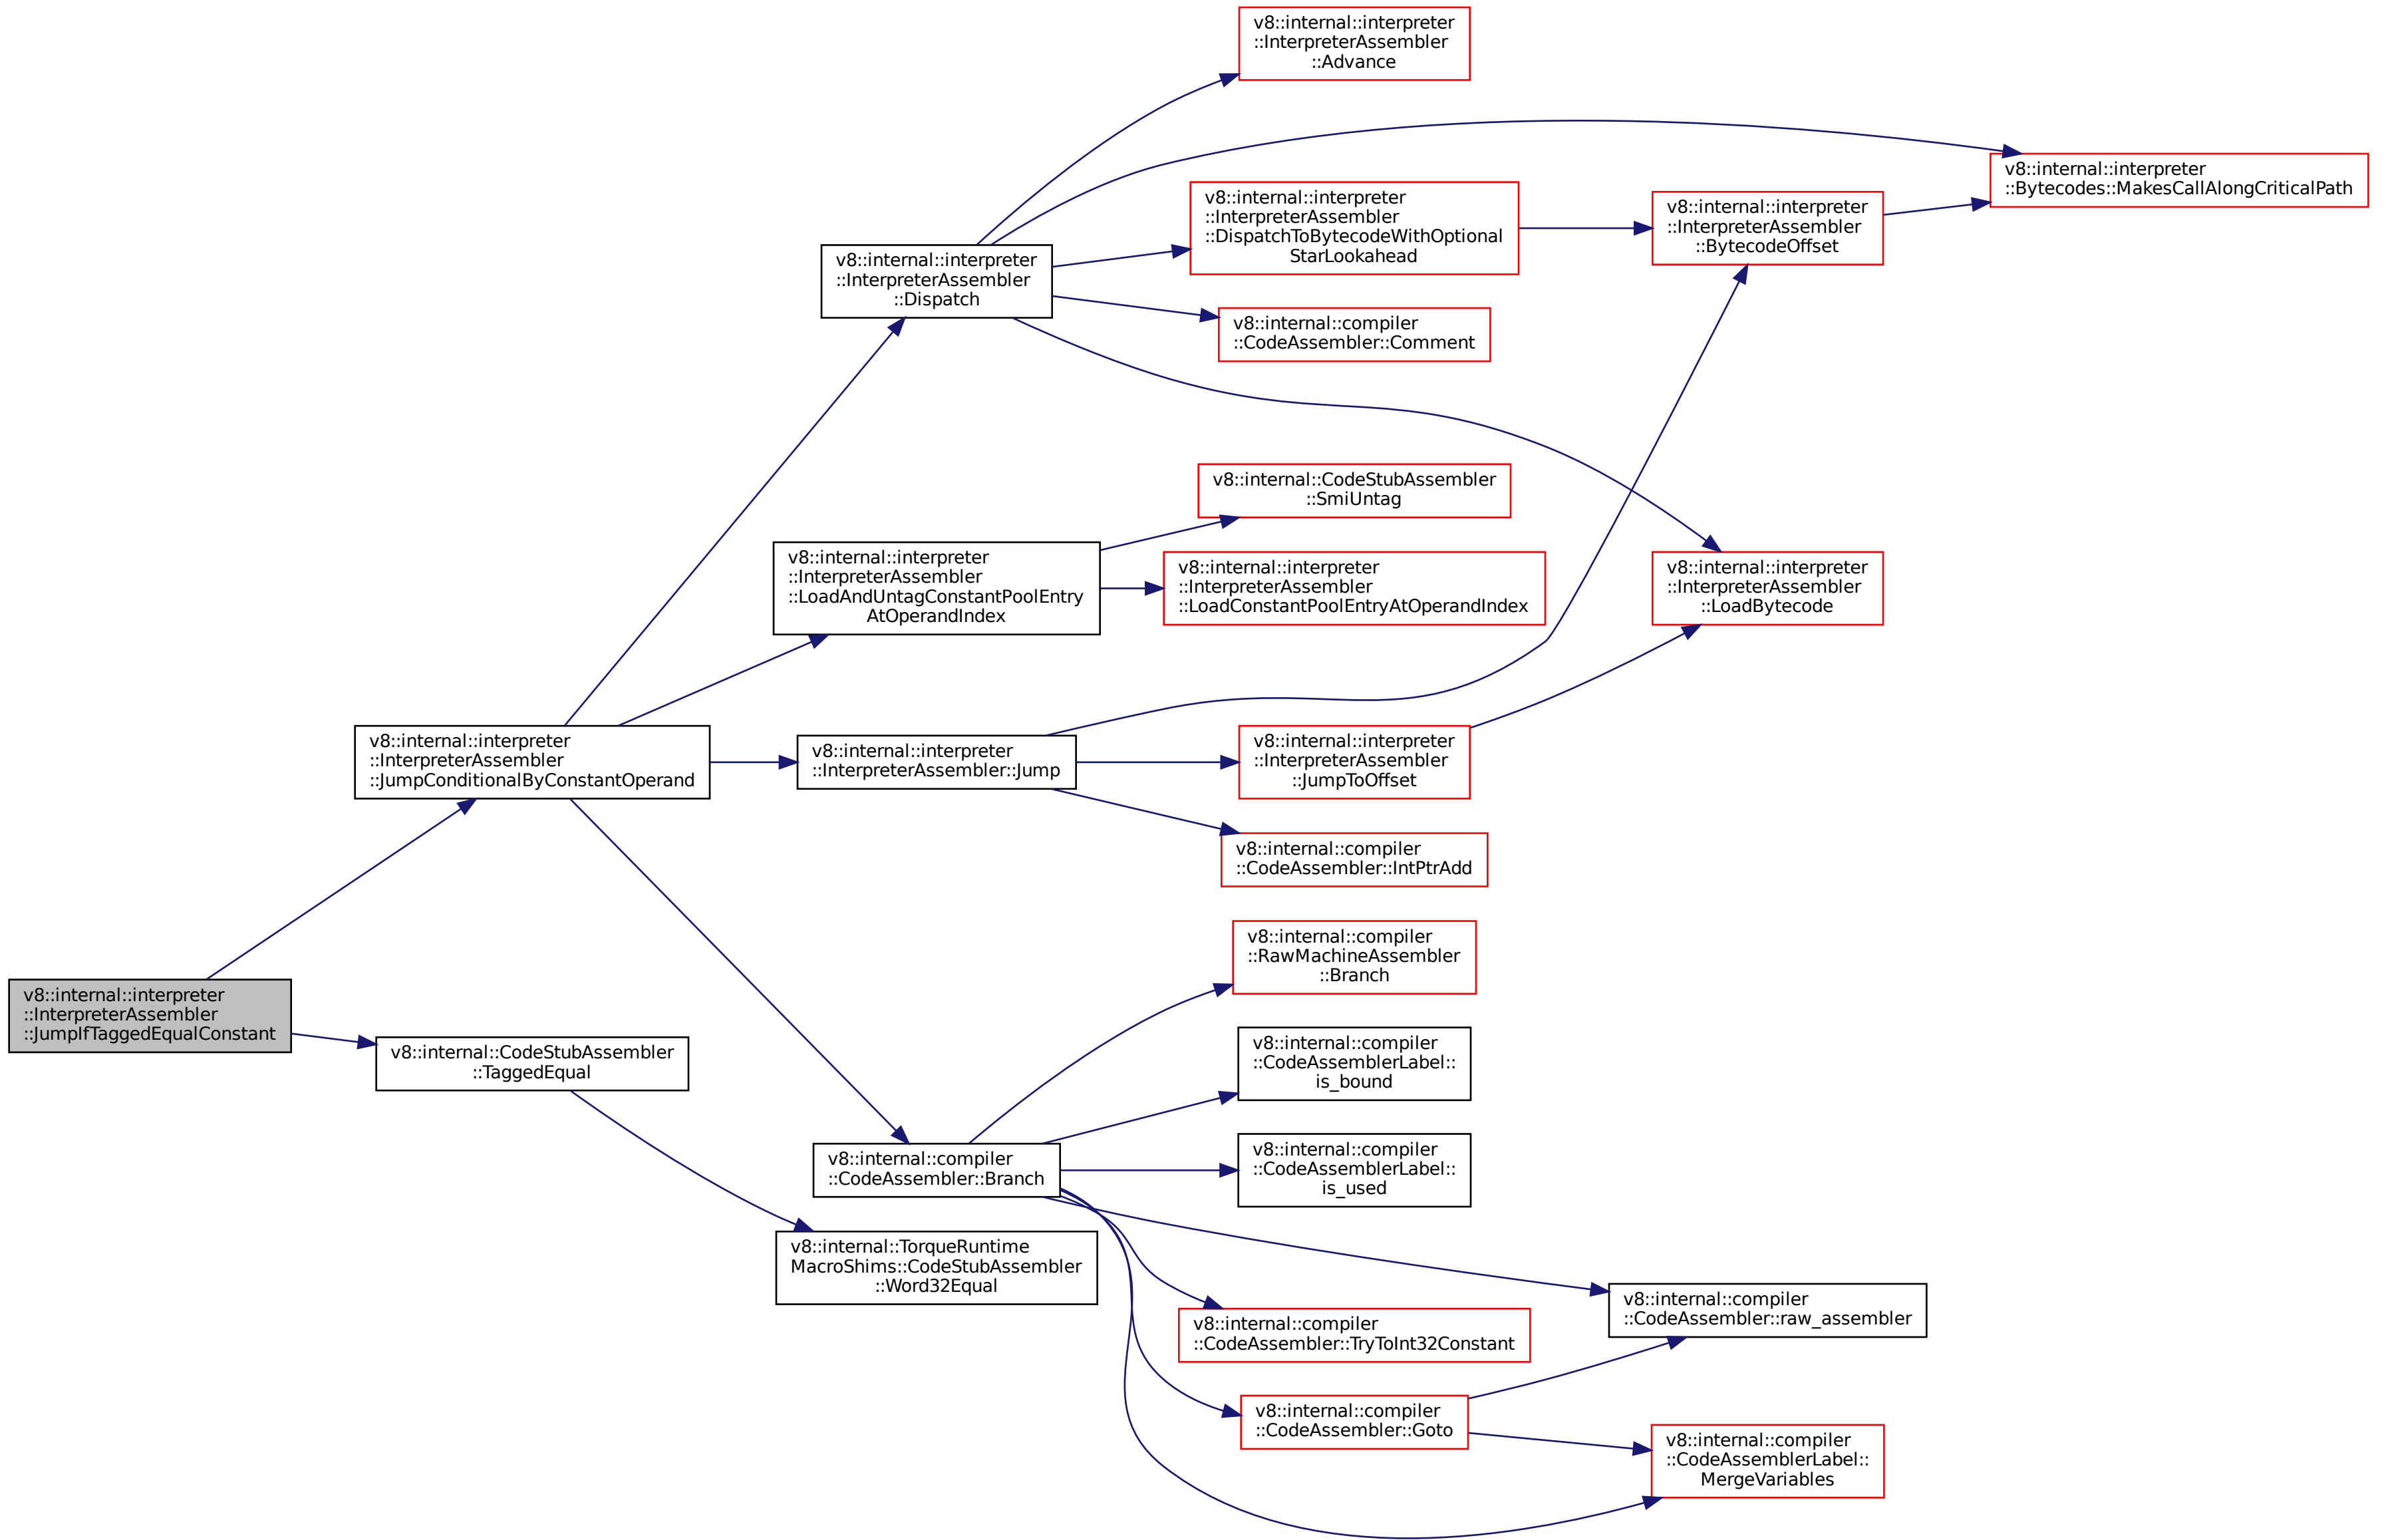 v8::internal::interpreter
::InterpreterAssembler
::Advance
v8::internal::interpreter
::Bytecodes::MakesCallAlongCriticalPath
v8::internal::interpreter
::InterpreterAssembler
::DispatchToBytecodeWithOptional
StarLookahead
v8::internal::interpreter
::InterpreterAssembler
::BytecodeOffset
v8::internal::interpreter
::InterpreterAssembler
::Dispatch
v8::internal::compiler
::CodeAssembler::Comment
v8::internal::CodeStubAssembler
::SmiUntag
v8::internal::interpreter
::InterpreterAssembler
::LoadAndUntagConstantPoolEntry
AtOperandIndex
v8::internal::interpreter
::InterpreterAssembler
::LoadConstantPoolEntryAtOperandIndex
v8::internal::interpreter
::InterpreterAssembler
::LoadBytecode
v8::internal::interpreter
::InterpreterAssembler
::JumpConditionalByConstantOperand
v8::internal::interpreter
::InterpreterAssembler::Jump
v8::internal::interpreter
::InterpreterAssembler
::JumpToOffset
v8::internal::compiler
::CodeAssembler::IntPtrAdd
v8::internal::compiler
::RawMachineAssembler
::Branch
v8::internal::interpreter
::InterpreterAssembler
::JumpIfTaggedEqualConstant
v8::internal::CodeStubAssembler
::TaggedEqual
v8::internal::compiler
::CodeAssemblerLabel::
is_bound
v8::internal::compiler
::CodeAssembler::Branch
v8::internal::compiler
::CodeAssemblerLabel::
is_used
v8::internal::TorqueRuntime
MacroShims::CodeStubAssembler
::Word32Equal
v8::internal::compiler
::CodeAssembler::raw_assembler
v8::internal::compiler
::CodeAssembler::TryToInt32Constant
v8::internal::compiler
::CodeAssembler::Goto
v8::internal::compiler
::CodeAssemblerLabel::
MergeVariables